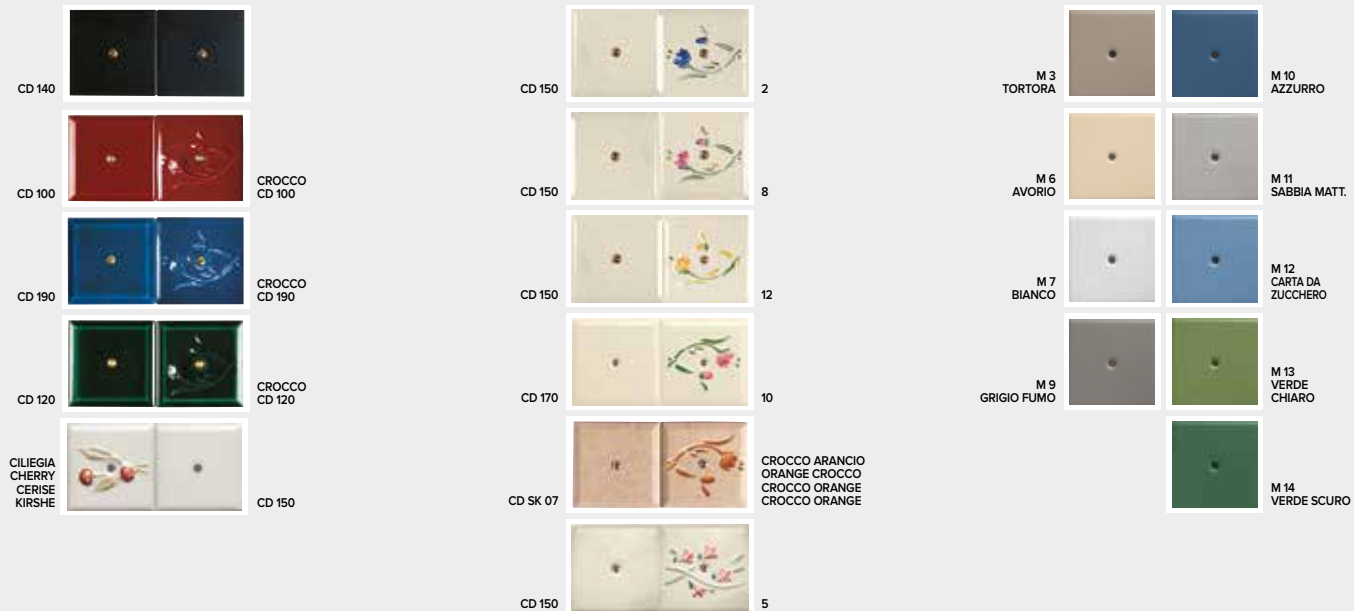 CD 140
CD 100
CROCCO
CD 100
CD 190
CROCCO
CD 190
CD 120
CROCCO
CD 120
CILIEGIA
CHERRY
CERISE
KIRSHE
CD 150
CD 150
2
CD 150
8
CD 150
12
CD 170
10
CD SK 07
CROCCO ARANCIO
ORANGE CROCCO
CROCCO ORANGE
CROCCO ORANGE
CD 150
5
M 3
TORTORA
M 10
AZZURRO
M 6
AVORIO
M 11
SABBIA MATT.
M 7
BIANCO
M 12
CARTA DA
ZUCCHERO
M 9
GRIGIO FUMO
M 13
VERDE
CHIARO
M 14
VERDE SCURO